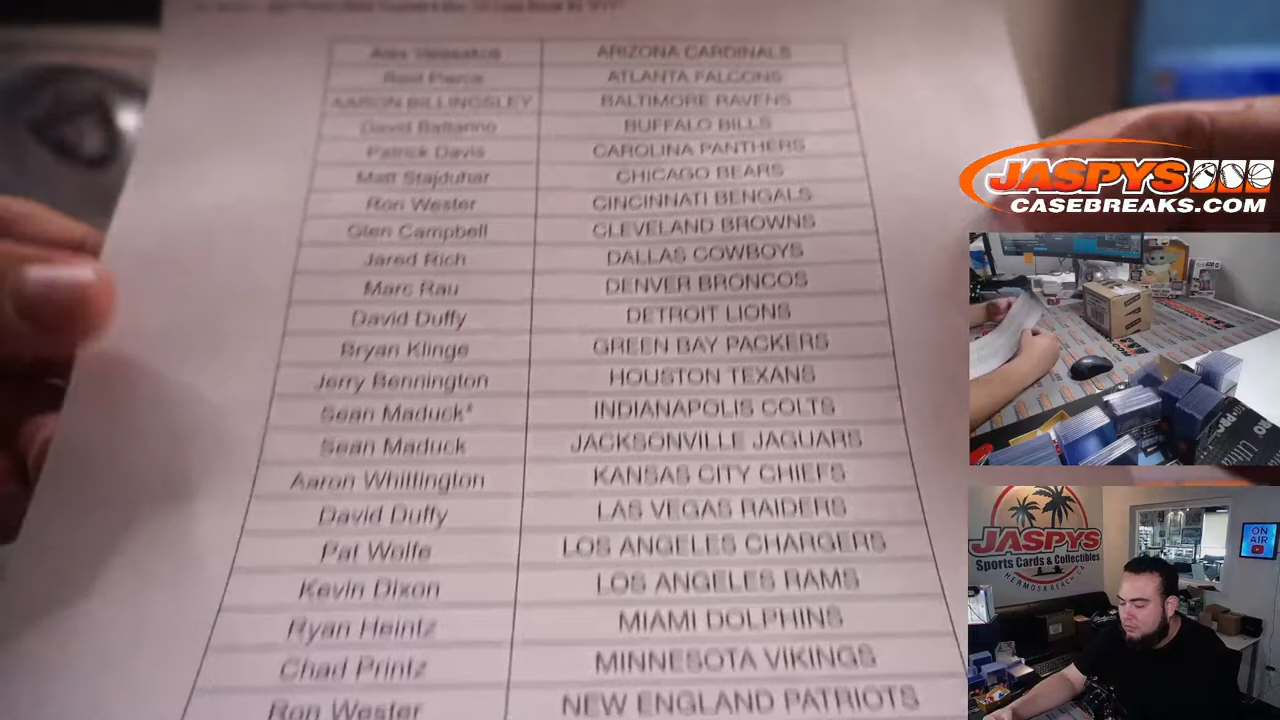 ARIZONA CARDINALS
ATLANTA FALCONS
AARON BILLINGSLEY BALTIMORE RAVENS
David BUFFALO BILLS
Patrick Davis CAROLINA PANTHERS
Matt Stajduhar CHICAGO BEARS
Ron Wester CINCINNATI BENGALS
Glen Campbell CLEVELAND BROWNS
Jared Rich DALLAS COWBOYS
Marc Rau DENVER BRONCOS
David Duffy DETROIT LIONS
Bryan Klinge GREEN BAY PACKERS
Jerry Bennington HOUSTON TEXANS
Sean Maduck* INDIANAPOLIS COLTS
Sean Maduck JACKSONVILLE JAGUARS
Aaron Whittington KANSAS CITY CHIEFS
David Duffy LAS VEGAS RAIDERS
Pat Wolfe LOS ANGELES CHARGERS
Kevin Dixon LOS ANGELES RAMS
Ryan Heintz MIAMI DOLPHINS
Chad Printz MINNESOTA VIKINGS
Ron Wester NEW ENGLAND PATRIOTS
JASPYS
CASEBREAKS.COM
JASPYS
Sports Cards & Collectibles
HERMOSA BEACH, CA
ON
AIR